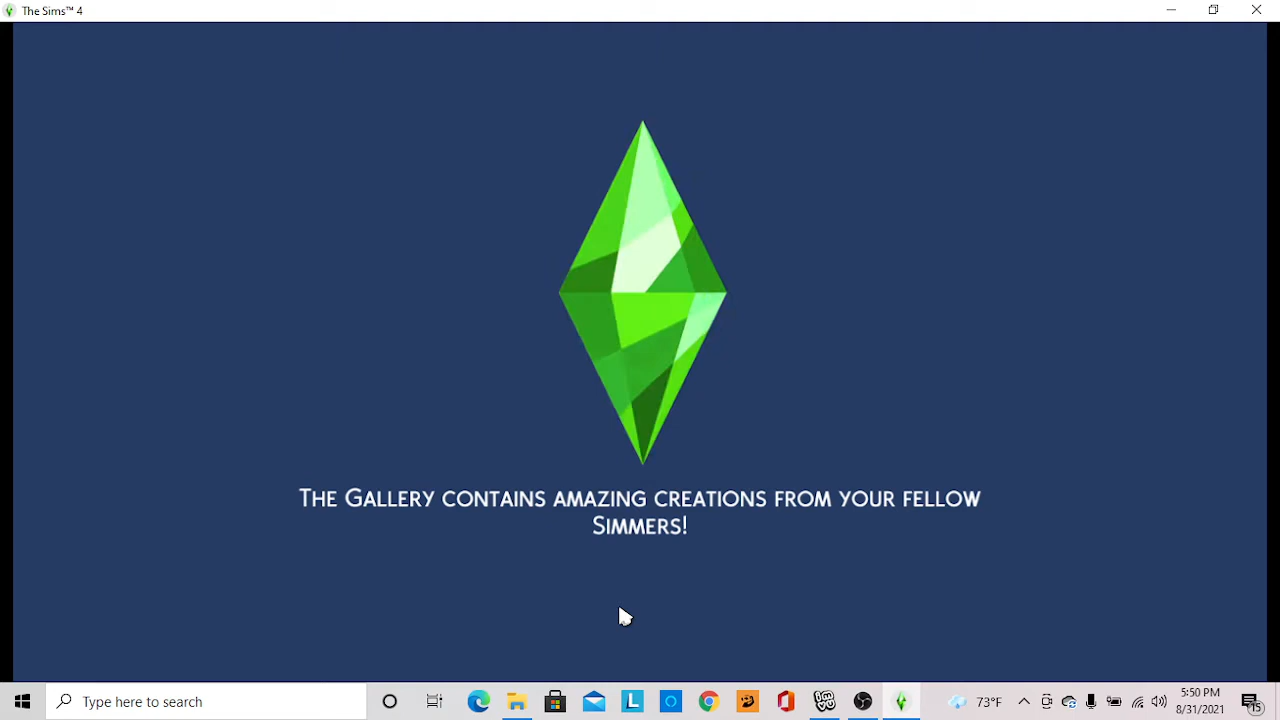 The Sims™ 4
The Gallery contains amazing creations from your fellow
Simmers!
Type here to search
L
73°F
5:50 PM
8/31/2021
15